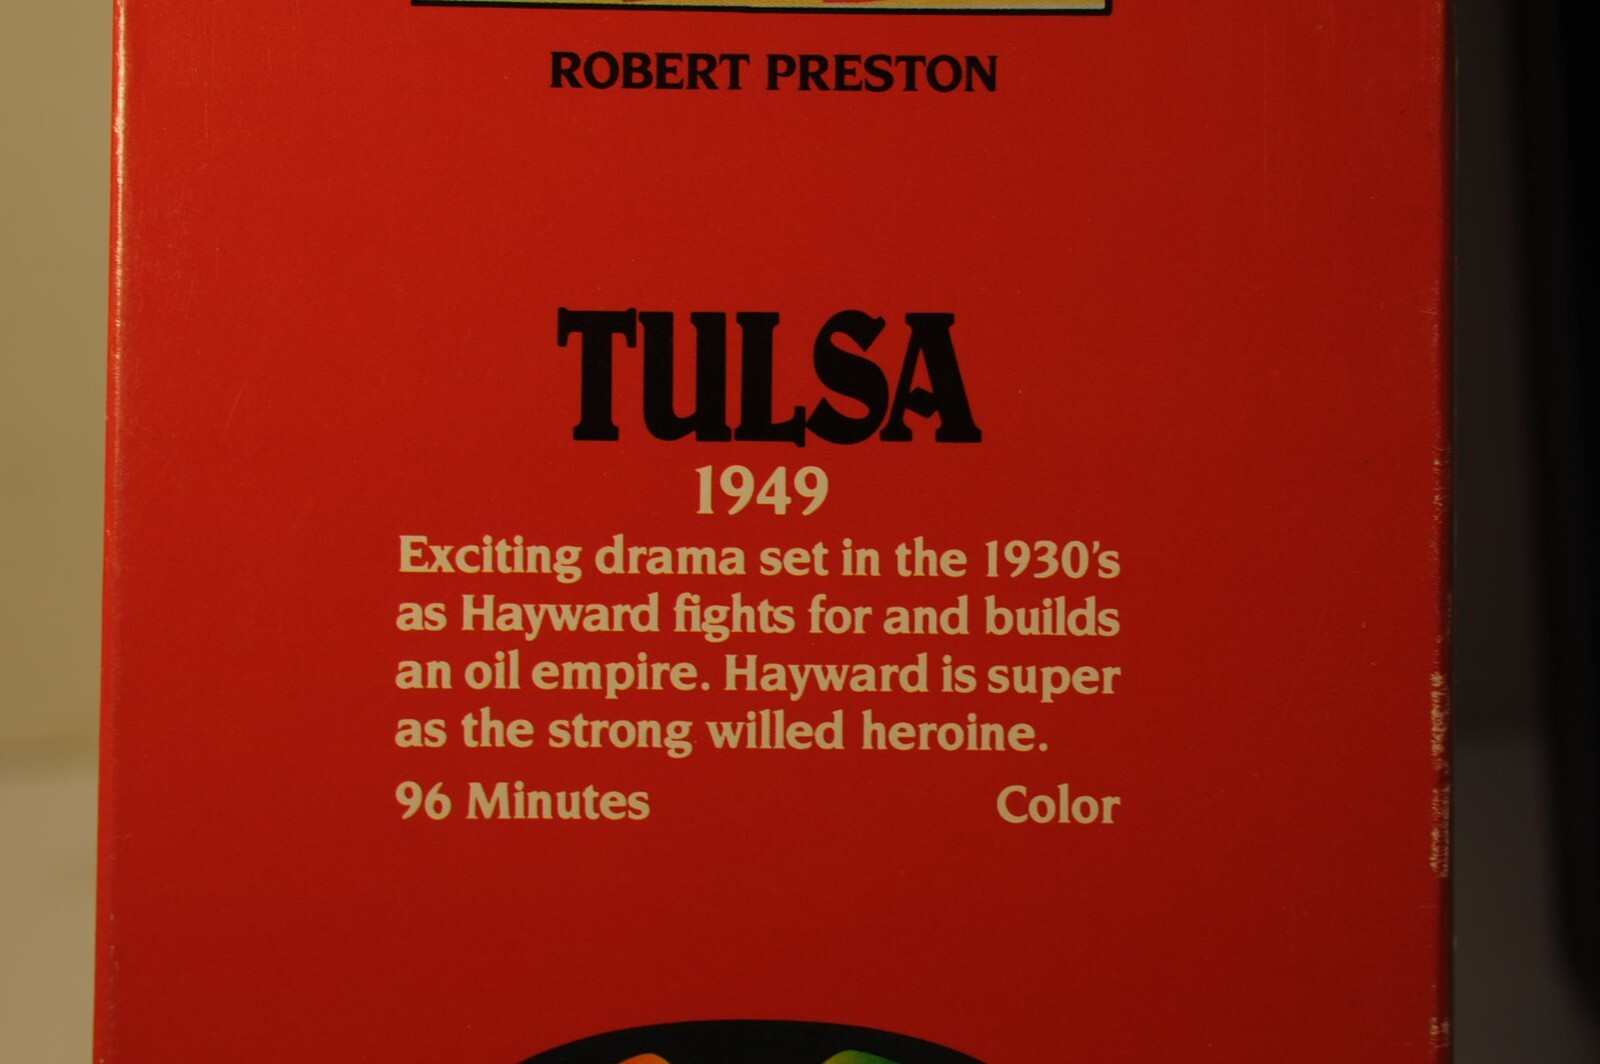 ROBERT PRESTON
TULSA
1949
Exciting drama set in the 1930's
as Hayward fights for and builds
an oil empire. Hayward is super
as the strong willed heroine.
96 Minutes Color